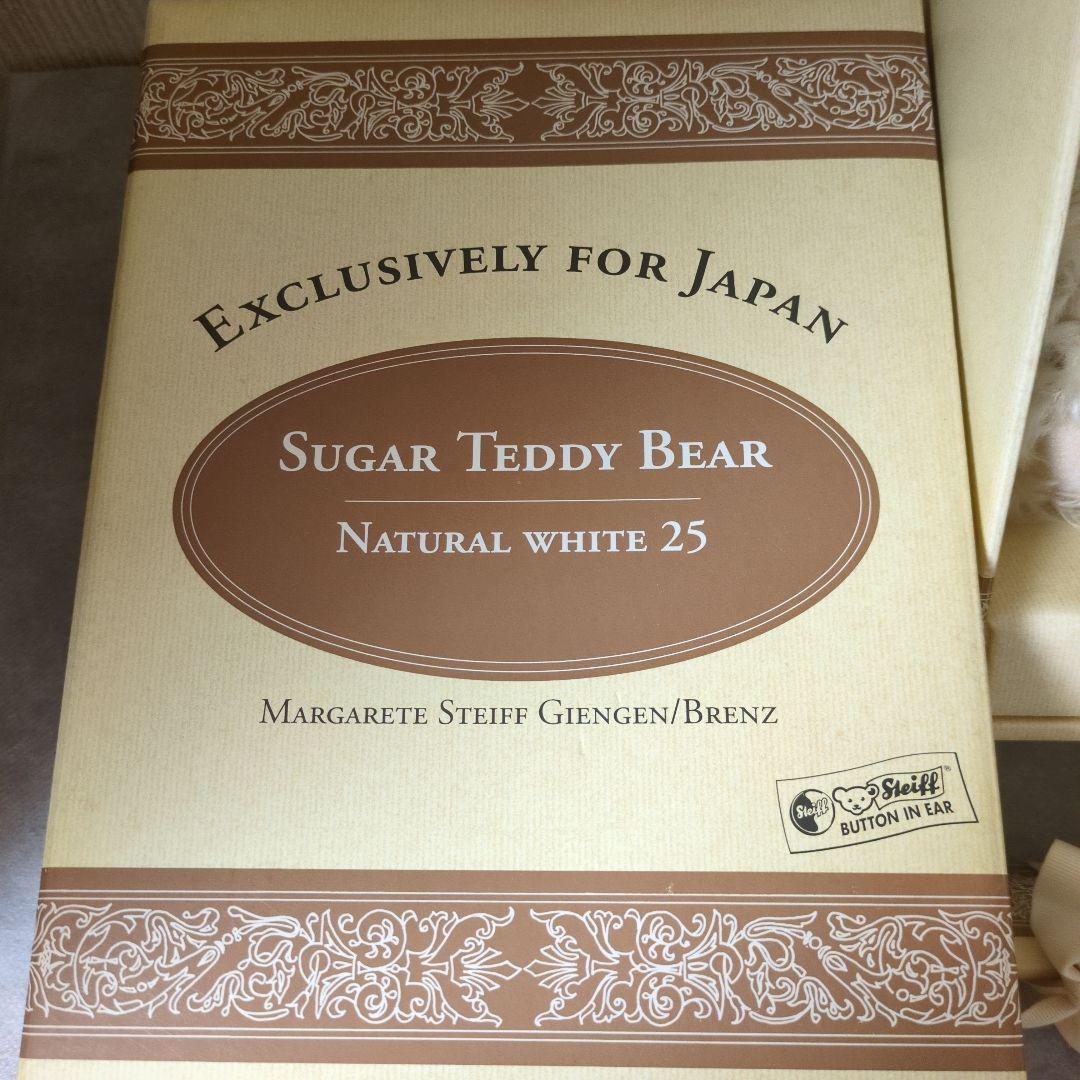 EXCLUSIVELY FOR JAPAN
SUGAR TEDDY BEAR
NATURAL WHITE 25
MARGARETE STEIFF GIENGEN/BRENZ
Steiff
Steiff®
BUTTON IN EAR